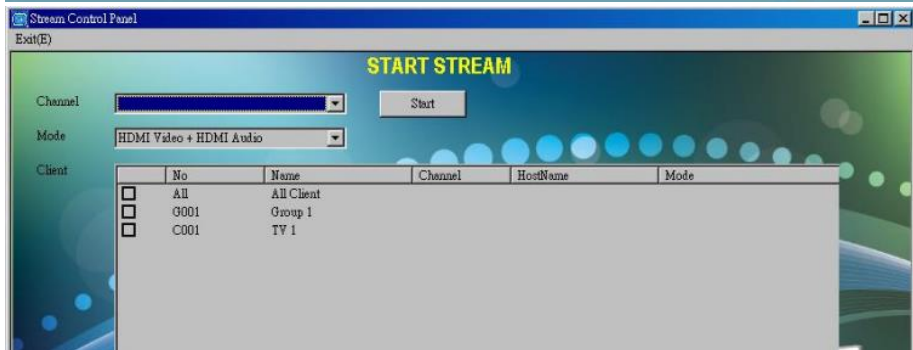 Stream Control Panel
Exit(E)
START STREAM
Channel Start
Mode HDMI Video + HDMI Audio
Client
No Name Channel HostName Mode
All All Client
G001 Group 1
C001 TV 1